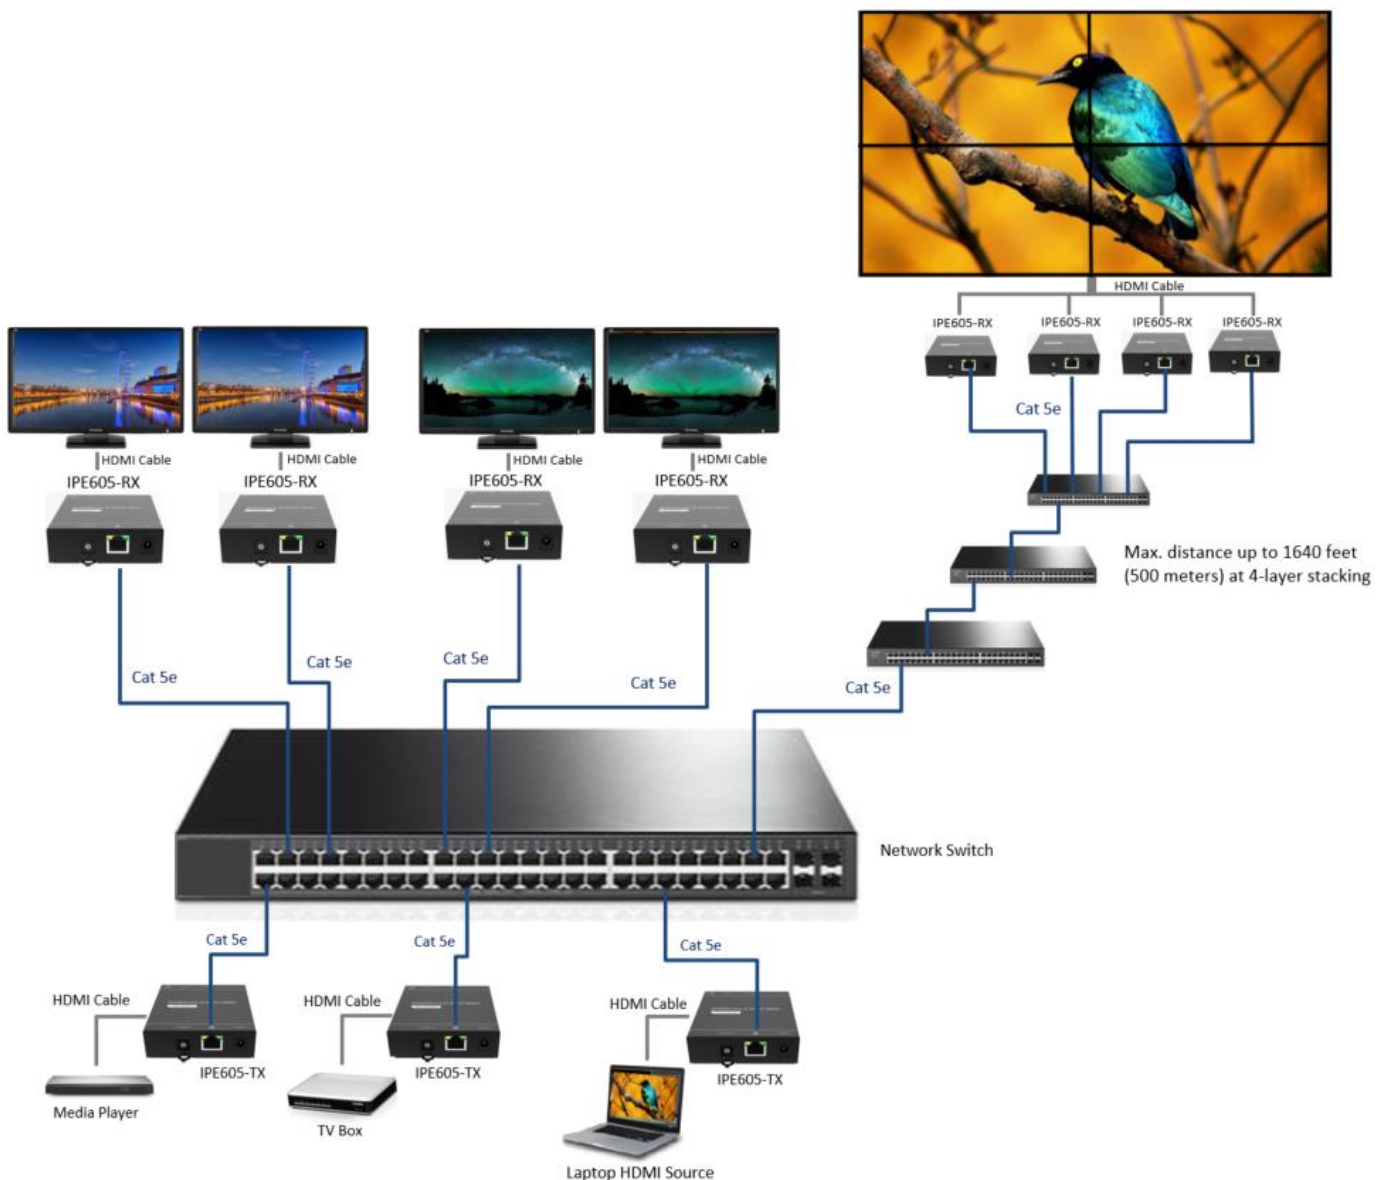 HDMI Cable
IPE605-RX
IPE605-RX
IPE605-RX
IPE605-RX
Cat 5e
HDMI Cable
HDMI Cable
HDMI Cable
HDMI Cable
IPE605-RX
IPE605-RX
IPE605-RX
IPE605-RX
Max. distance up to 1640 feet
(500 meters) at 4-layer stacking
Cat 5e
Cat 5e
Cat 5e
Cat 5e
Cat 5e
Network Switch
Cat 5e
Cat 5e
Cat 5e
HDMI Cable
HDMI Cable
HDMI Cable
IPE605-TX
IPE605-TX
IPE605-TX
Media Player
TV Box
Laptop HDMI Source